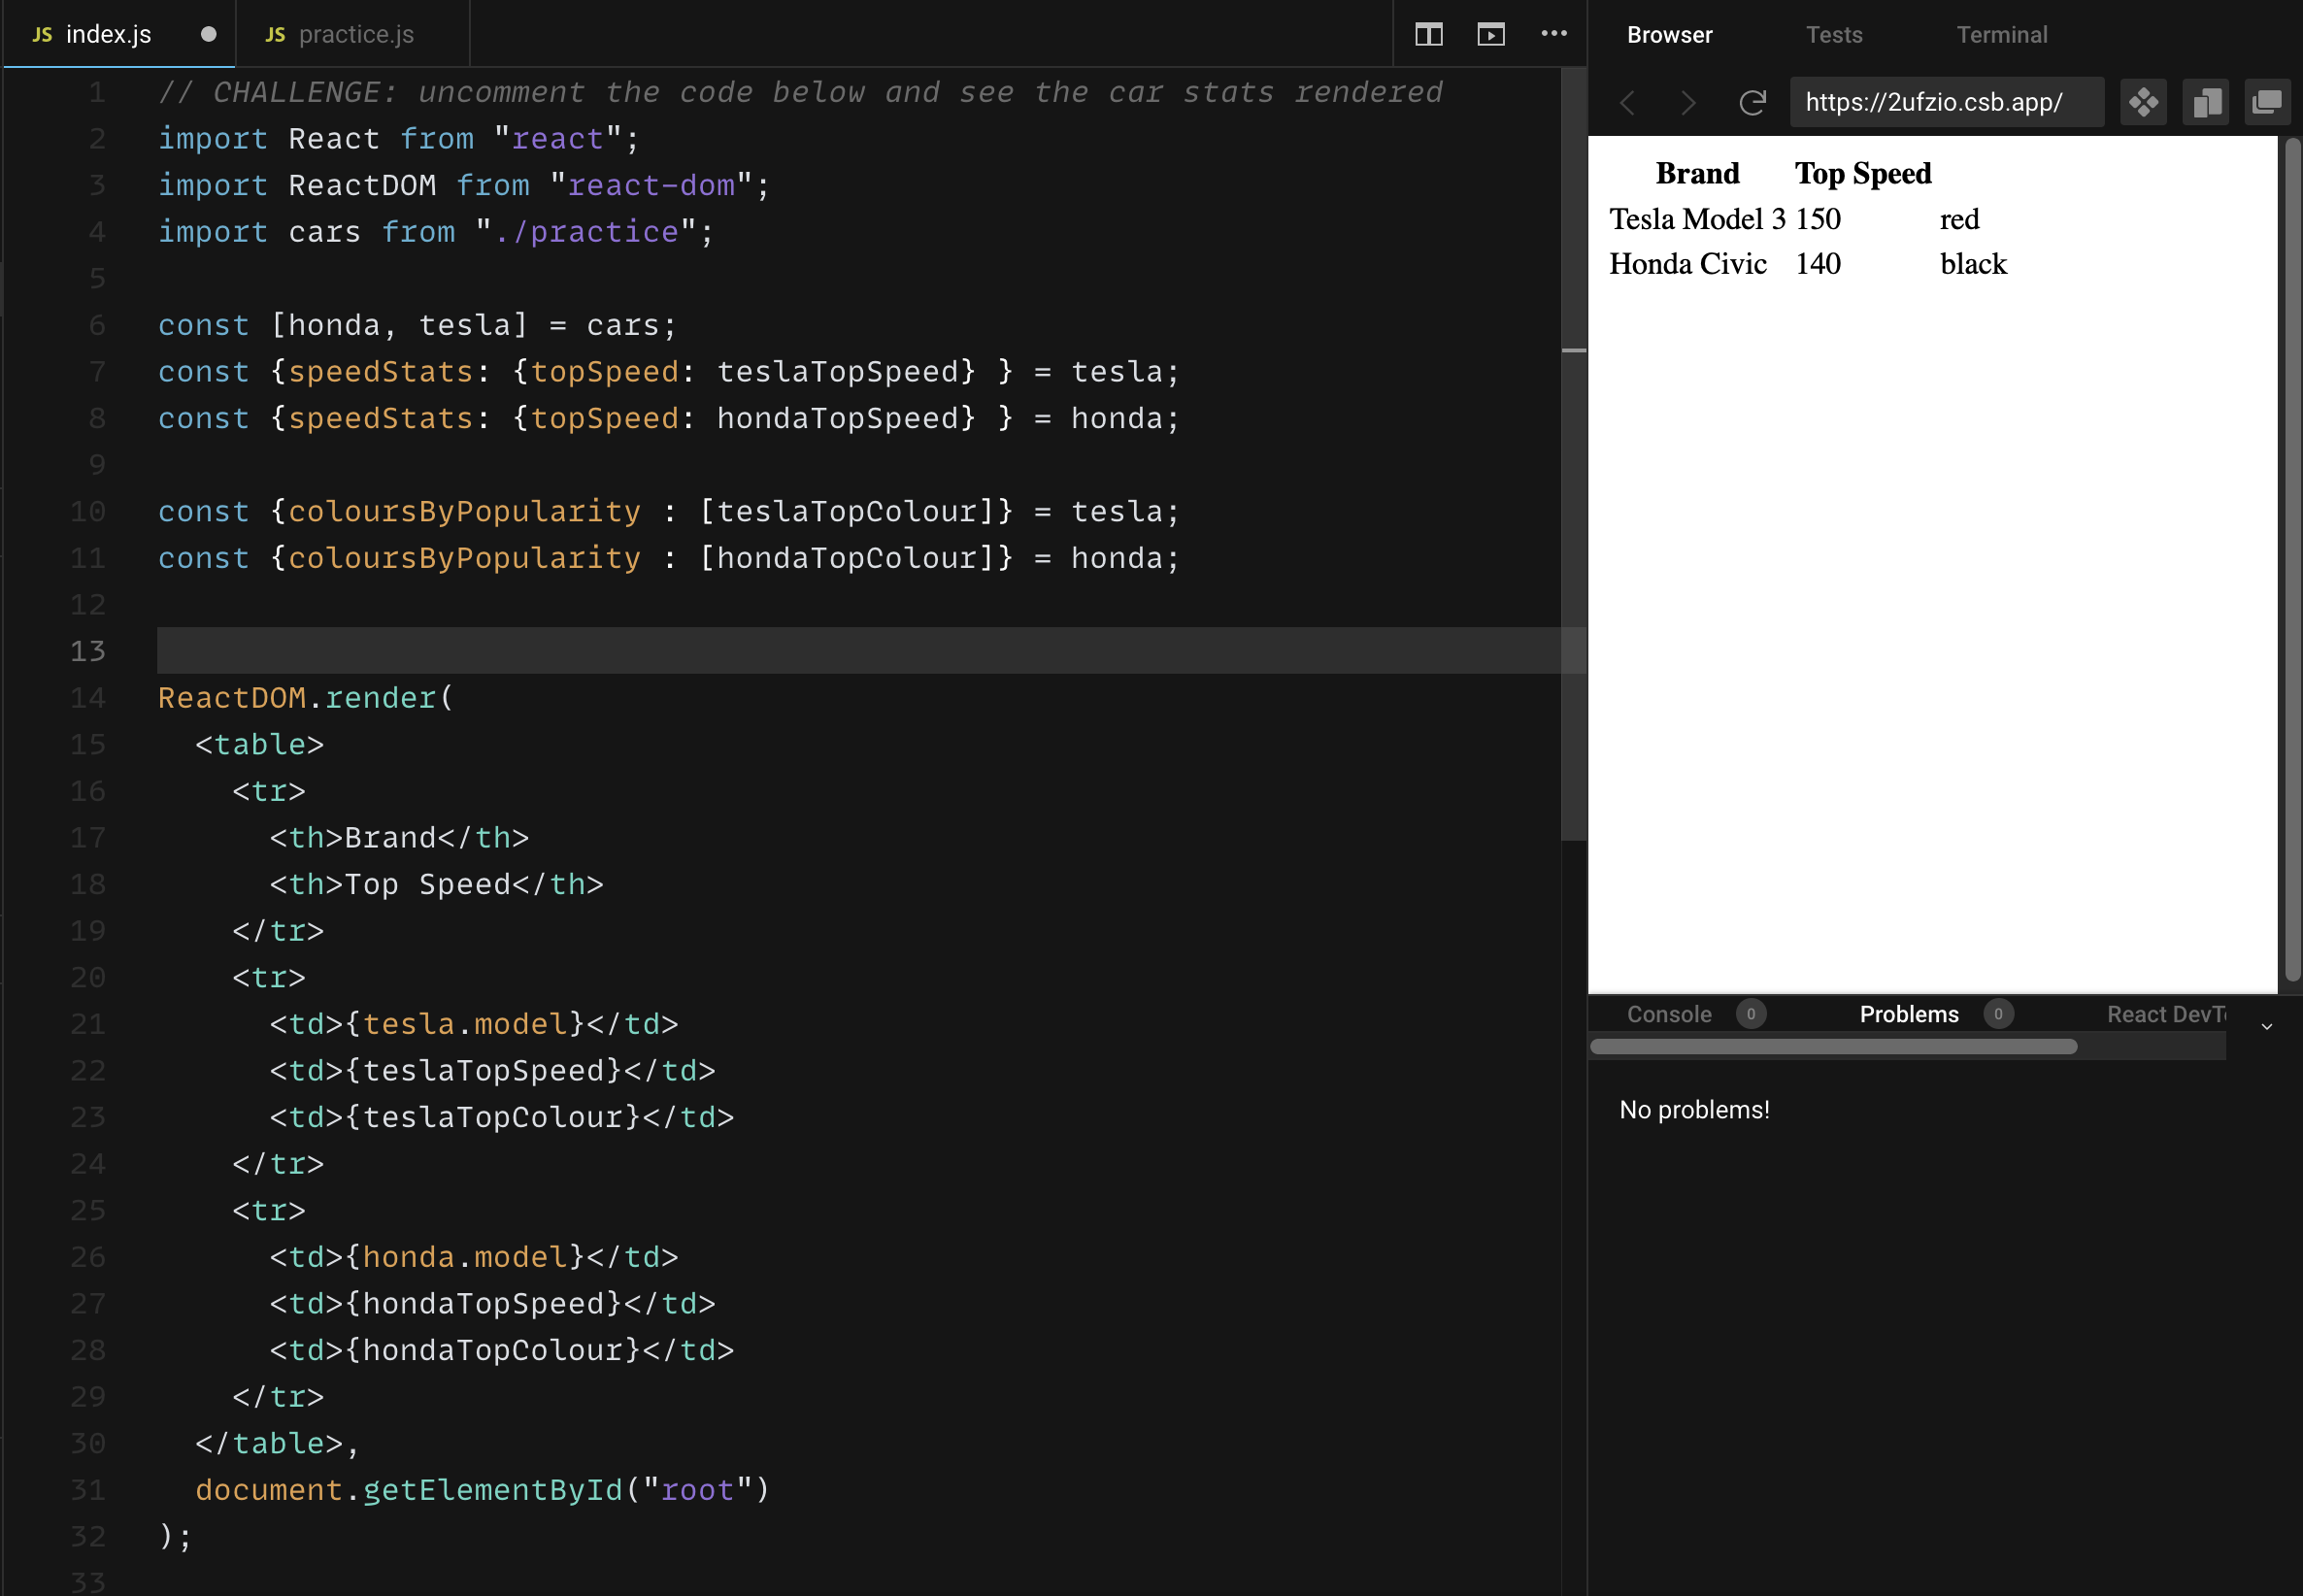 JS index.js
JS practice.js
1 // CHALLENGE: uncomment the code below and see the car stats rendered
2 import React from "react";
3 import ReactDOM from "react-dom";
4 import cars from "./practice";
5
6 const [honda, tesla] = cars;
7 const {speedStats: {topSpeed: teslaTopSpeed} } = tesla;
8 const {speedStats: {topSpeed: hondaTopSpeed} } = honda;
9
10 const {coloursByPopularity : [teslaTopColour]} = tesla;
11 const {coloursByPopularity : [hondaTopColour]} = honda;
12
13
14 ReactDOM.render(
15 <table>
16 <tr>
17 <th>Brand</th>
18 <th>Top Speed</th>
19 </tr>
20 <tr>
21 <td>{tesla.model}</td>
22 <td>{teslaTopSpeed}</td>
23 <td>{teslaTopColour}</td>
24 </tr>
25 <tr>
26 <td>{honda.model}</td>
27 <td>{hondaTopSpeed}</td>
28 <td>{hondaTopColour}</td>
29 </tr>
30 </table>,
31 document.getElementById("root")
32 );
33
Browser Tests Terminal
https://2ufzio.csb.app/
Brand Top Speed
Tesla Model 3 150 red
Honda Civic 140 black
Console 0 Problems 0 React DevT
No problems!